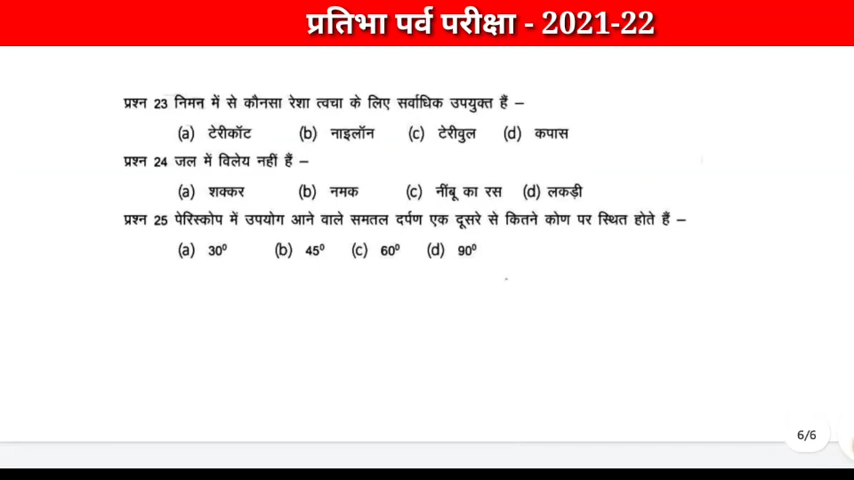 प्रतिभा पर्व परीक्षा - 2021-22
प्रश्न 23 निमन में से कौनसा रेशा त्वचा के लिए सर्वाधिक उपयुक्त हैं –
(a) टेरीकॉट (b) नाइलॉन (c) टेरीवुल (d) कपास
प्रश्न 24 जल में विलेय नहीं हैं –
(a) शक्कर (b) नमक (c) नींबू का रस (d) लकड़ी
प्रश्न 25 पेरिस्कोप में उपयोग आने वाले समतल दर्पण एक दूसरे से कितने कोण पर स्थित होते हैं –
(a) 30⁰ (b) 45⁰ (c) 60⁰ (d) 90⁰
6/6